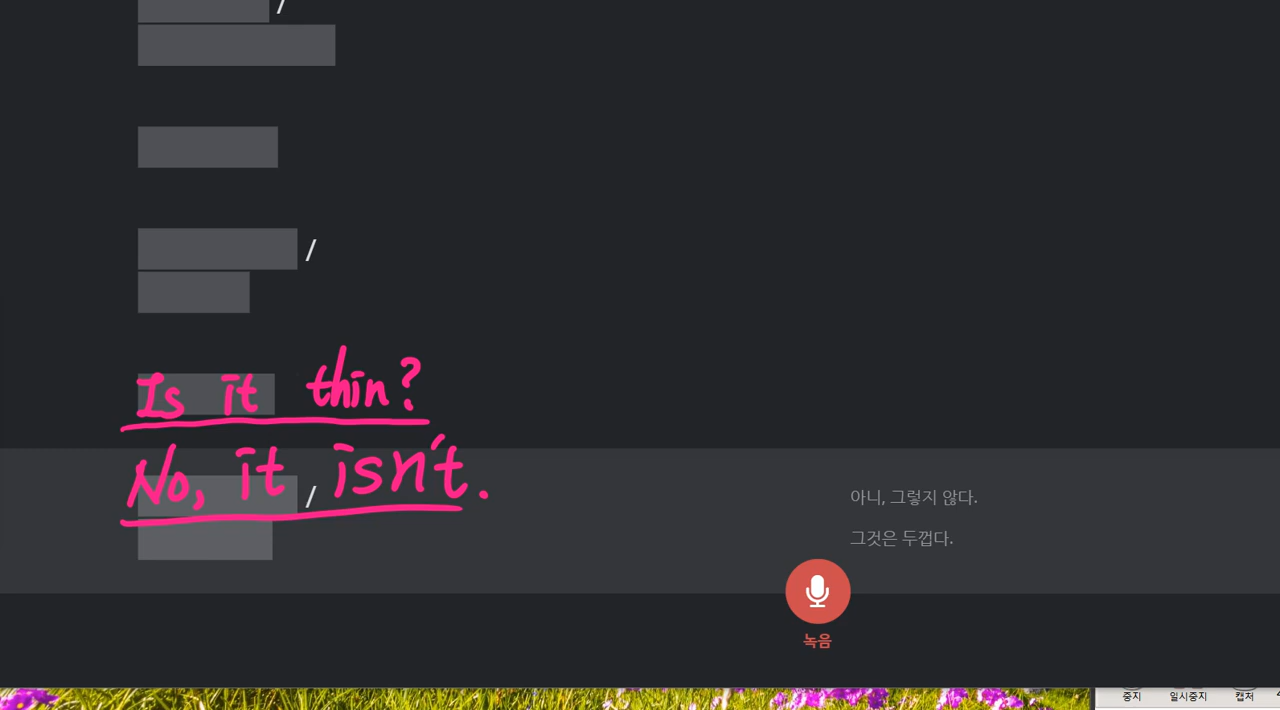 /
/
Is it thin?
No, it isn't.
/
아니, 그렇지 않다.
그것은 두껍다.
녹음
중지 일시중지 캡처